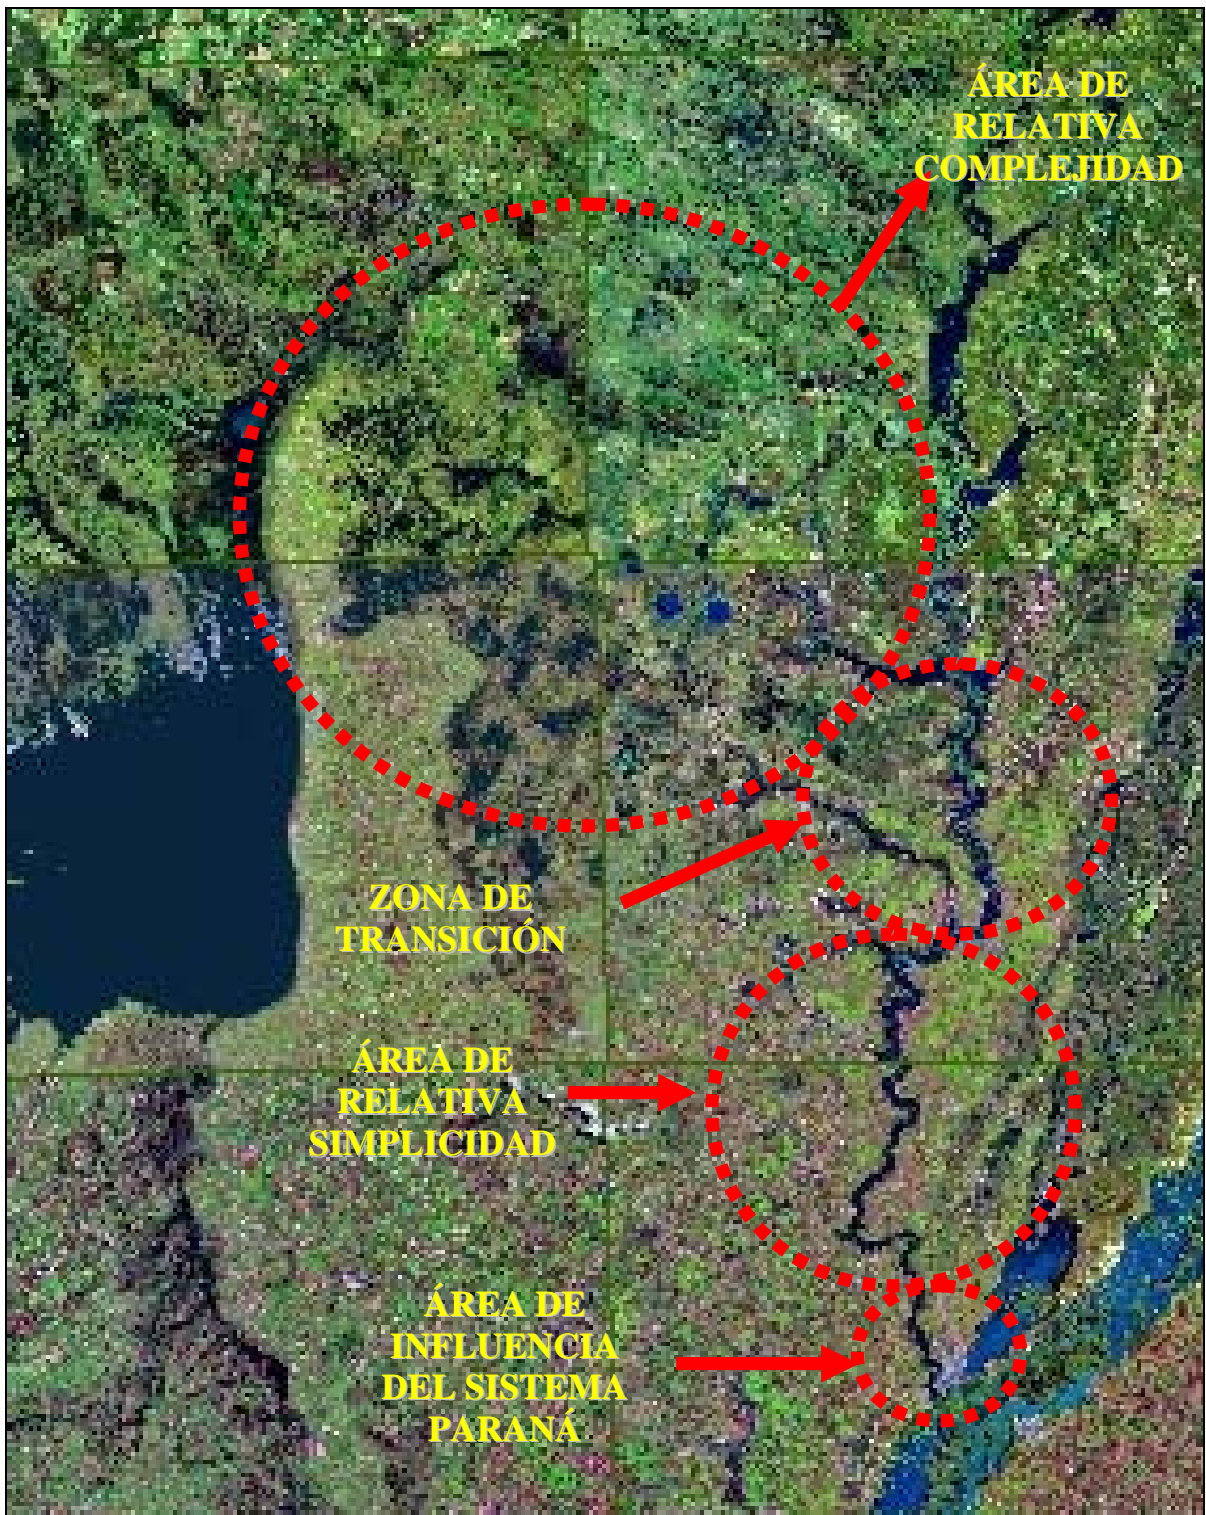 ÁREA DE
RELATIVA
COMPLEJIDAD
ZONA DE
TRANSICIÓN
ÁREA DE
RELATIVA
SIMPLICIDAD
ÁREA DE
INFLUENCIA
DEL SISTEMA
PARANÁ